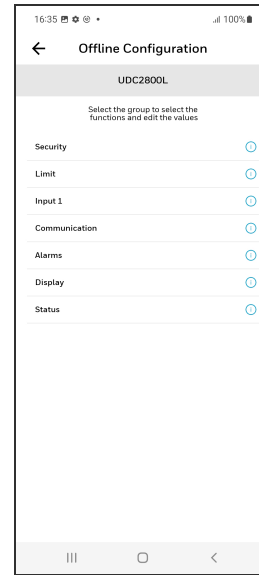 16:35 100%
Offline Configuration
UDC2800L
Select the group to select the
functions and edit the values
Security
Limit
Input 1
Communication
Alarms
Display
Status